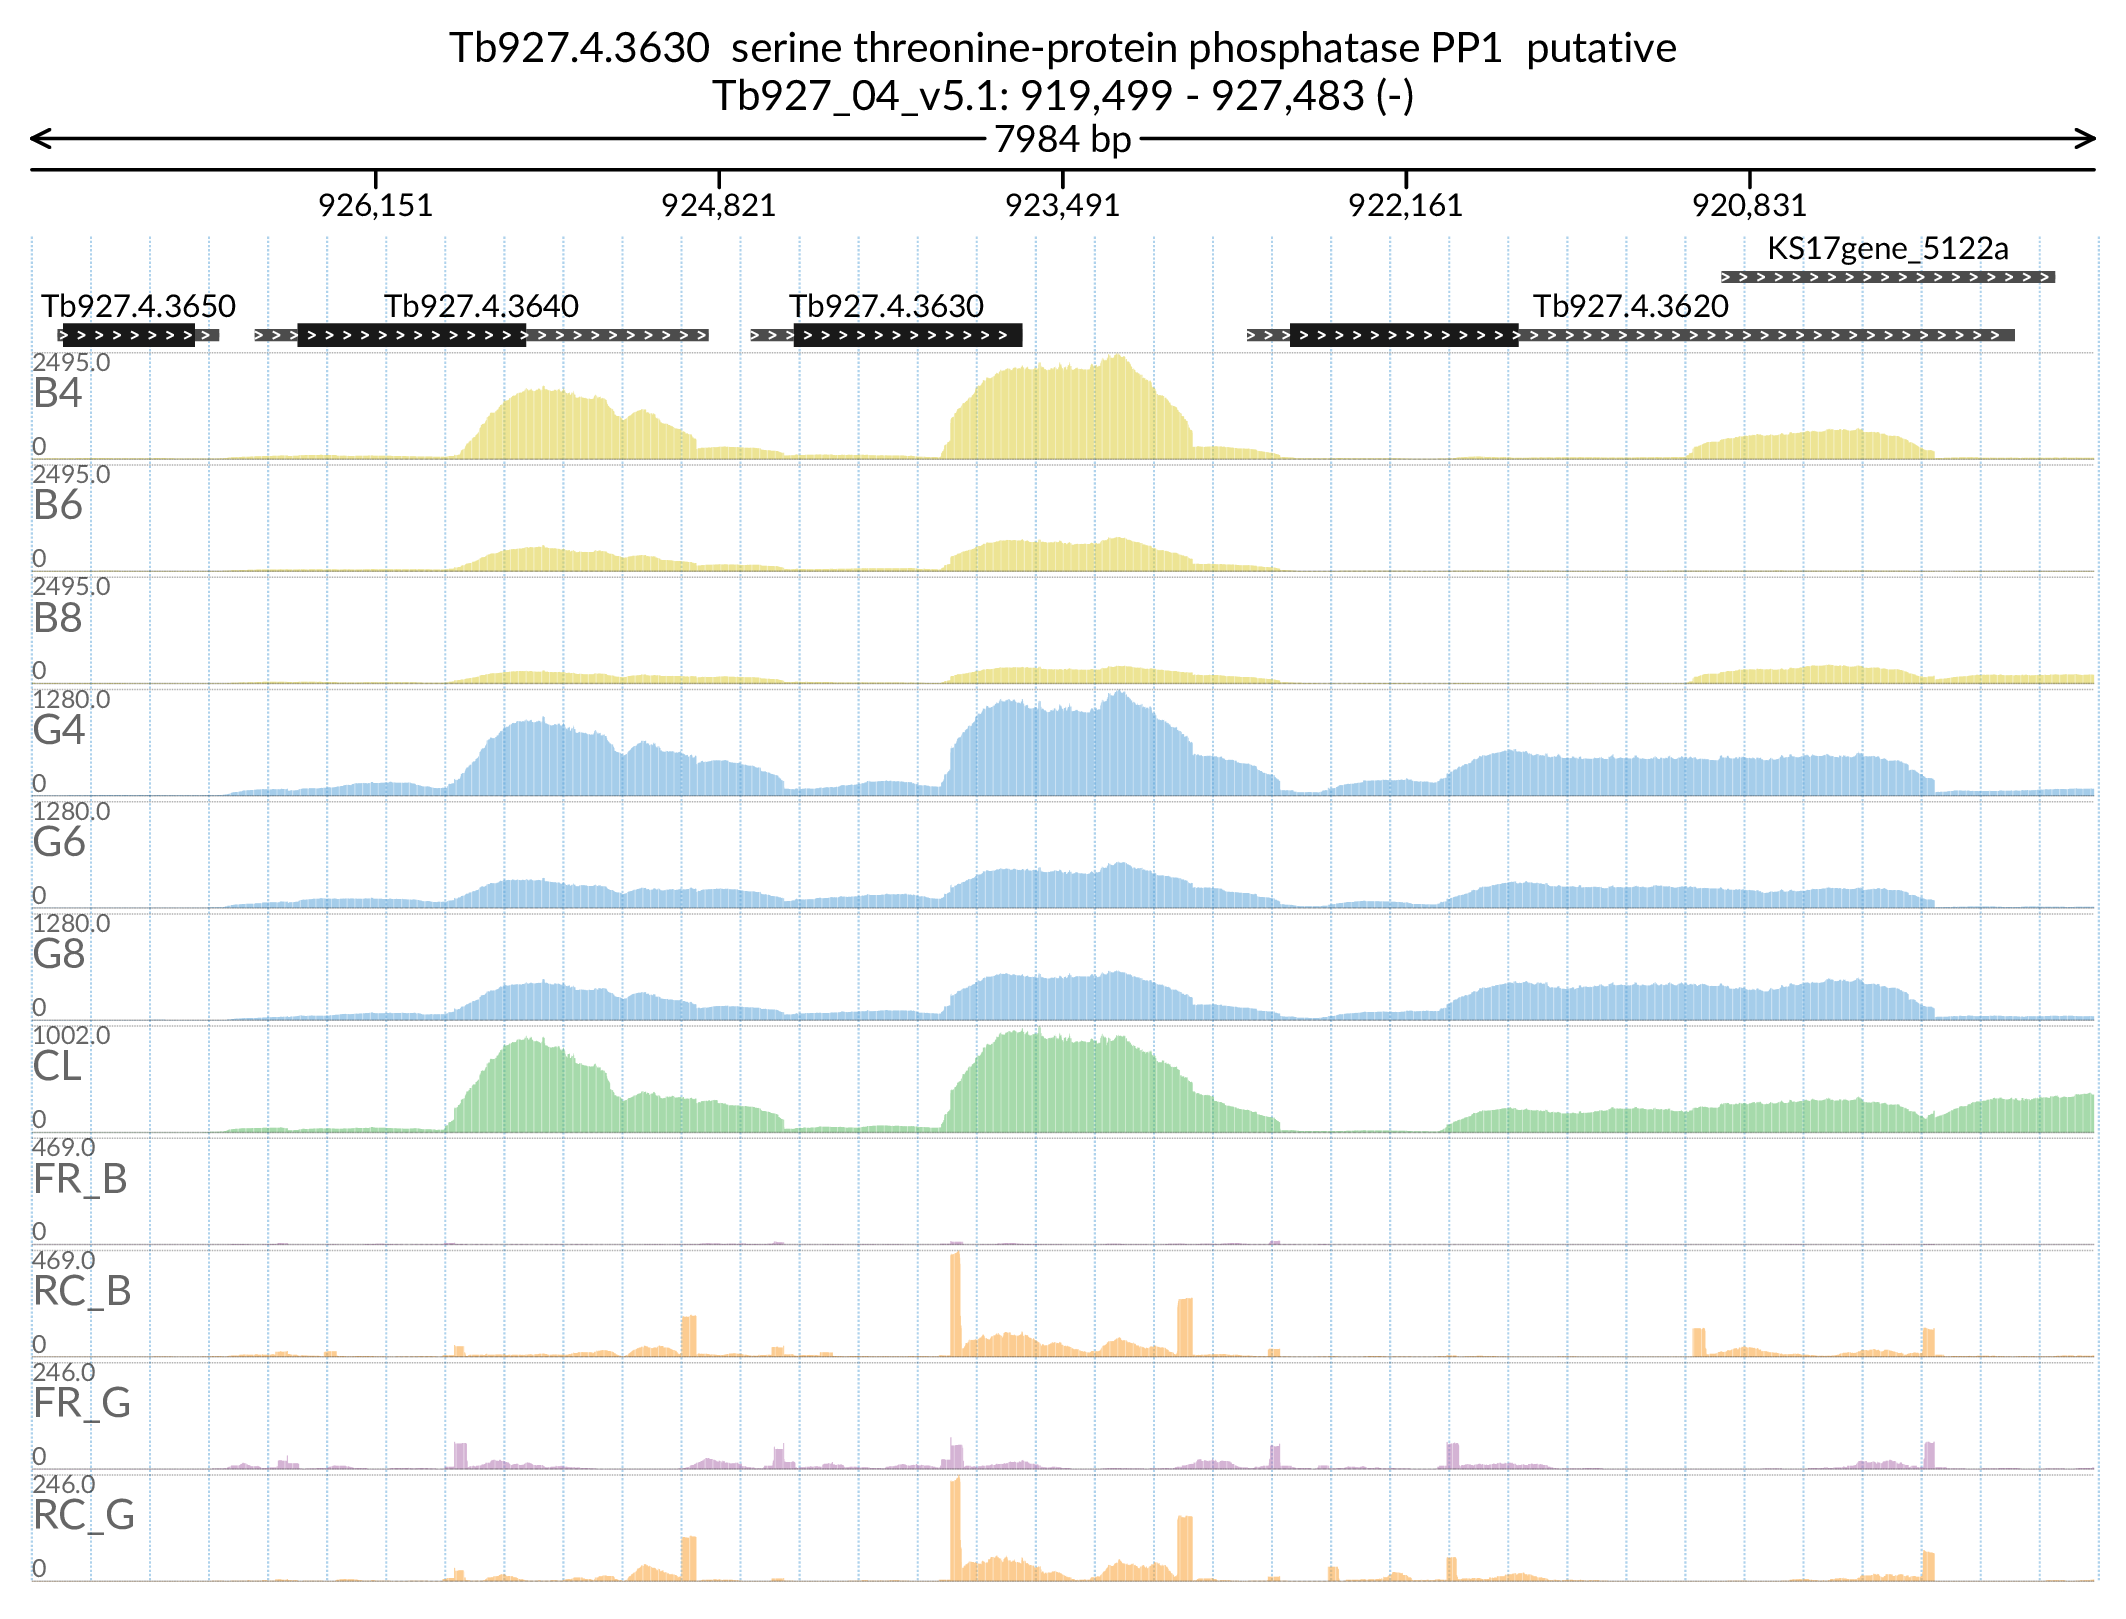 Tb927.4.3630  serine threonine-protein phosphatase PP1  putative
Tb927_04_v5.1: 919,499 - 927,483 (-)
7984 bp
926,151 924,821 923,491 922,161 920,831
KS17gene_5122a
Tb927.4.3650 Tb927.4.3640 Tb927.4.3630 Tb927.4.3620
2495.0
B4
0
2495.0
B6
0
2495.0
B8
0
1280.0
G4
0
1280.0
G6
0
1280.0
G8
0
1002.0
CL
0
469.0
FR_B
0
469.0
RC_B
0
246.0
FR_G
0
246.0
RC_G
0